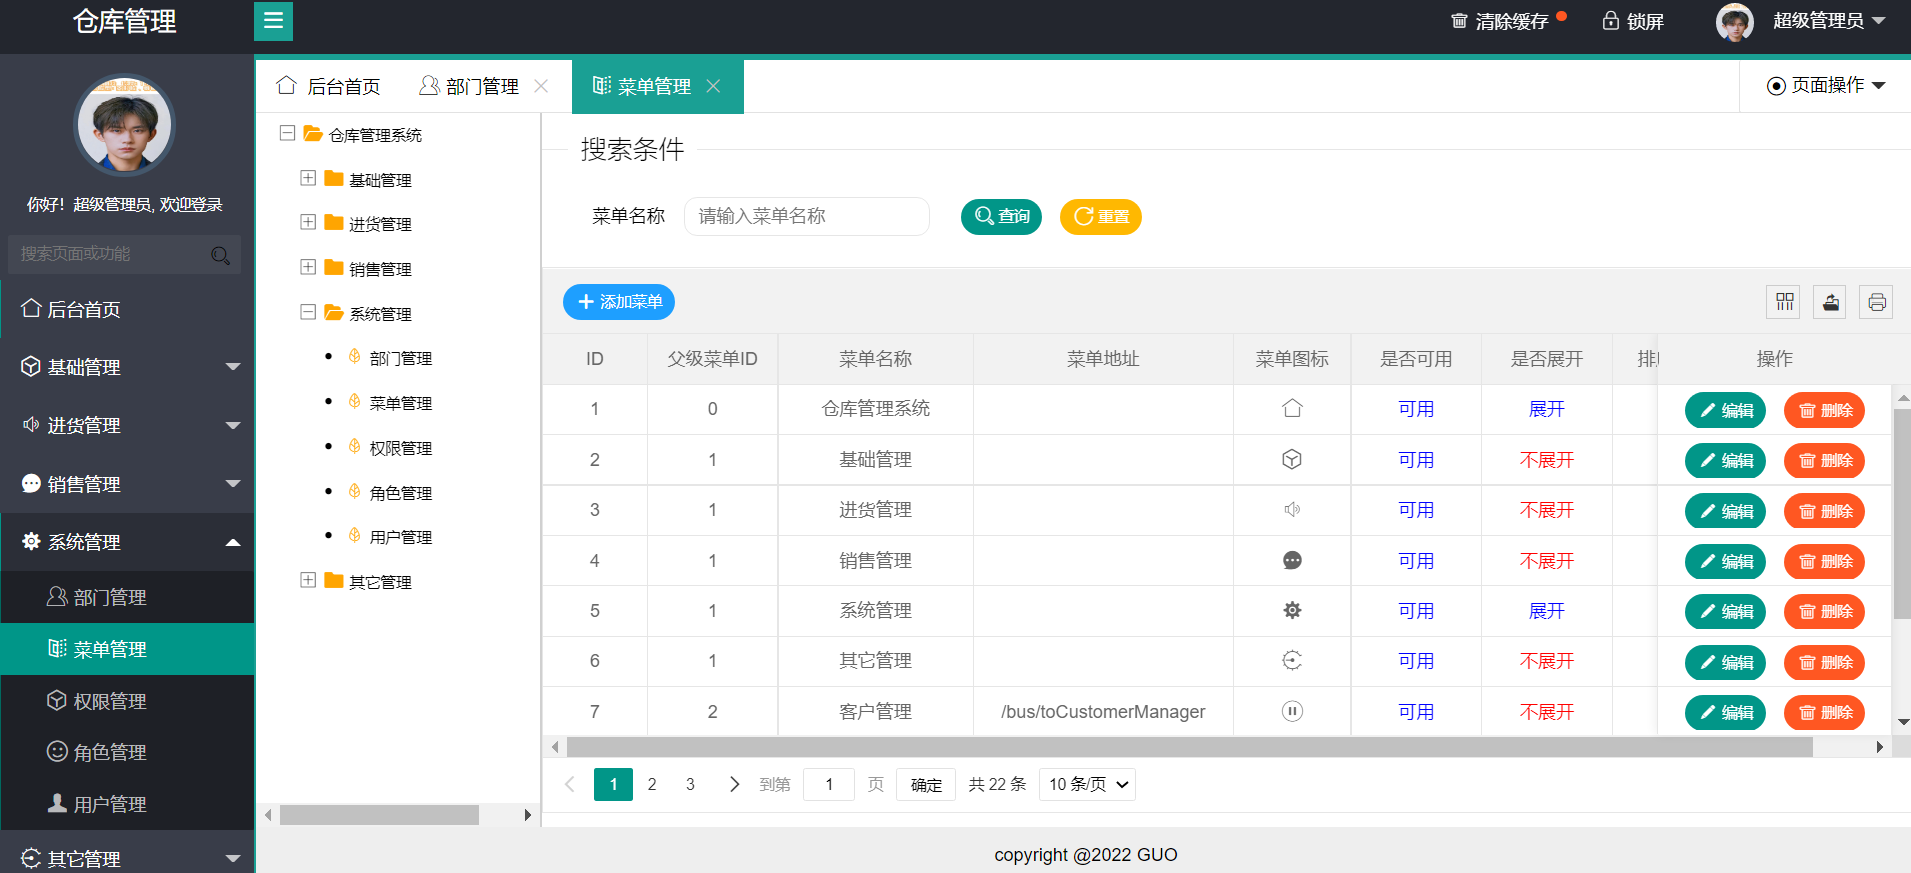 仓库管理
清除缓存
锁屏
超级管理员
你好！超级管理员, 欢迎登录
搜索页面或功能
后台首页
基础管理
进货管理
销售管理
系统管理
部门管理
菜单管理
权限管理
角色管理
用户管理
其它管理
后台首页
部门管理
菜单管理
页面操作
仓库管理系统
基础管理
进货管理
销售管理
系统管理
部门管理
菜单管理
权限管理
角色管理
用户管理
其它管理
搜索条件
菜单名称 请输入菜单名称 查询 重置
添加菜单
ID 父级菜单ID 菜单名称 菜单地址 菜单图标 是否可用 是否展开 排 操作
1 0 仓库管理系统 可用 展开 编辑 删除
2 1 基础管理 可用 不展开 编辑 删除
3 1 进货管理 可用 不展开 编辑 删除
4 1 销售管理 可用 不展开 编辑 删除
5 1 系统管理 可用 展开 编辑 删除
6 1 其它管理 可用 不展开 编辑 删除
7 2 客户管理 /bus/toCustomerManager 可用 不展开 编辑 删除
1 2 3 到第 1 页 确定 共 22 条 10 条/页
copyright @2022 GUO